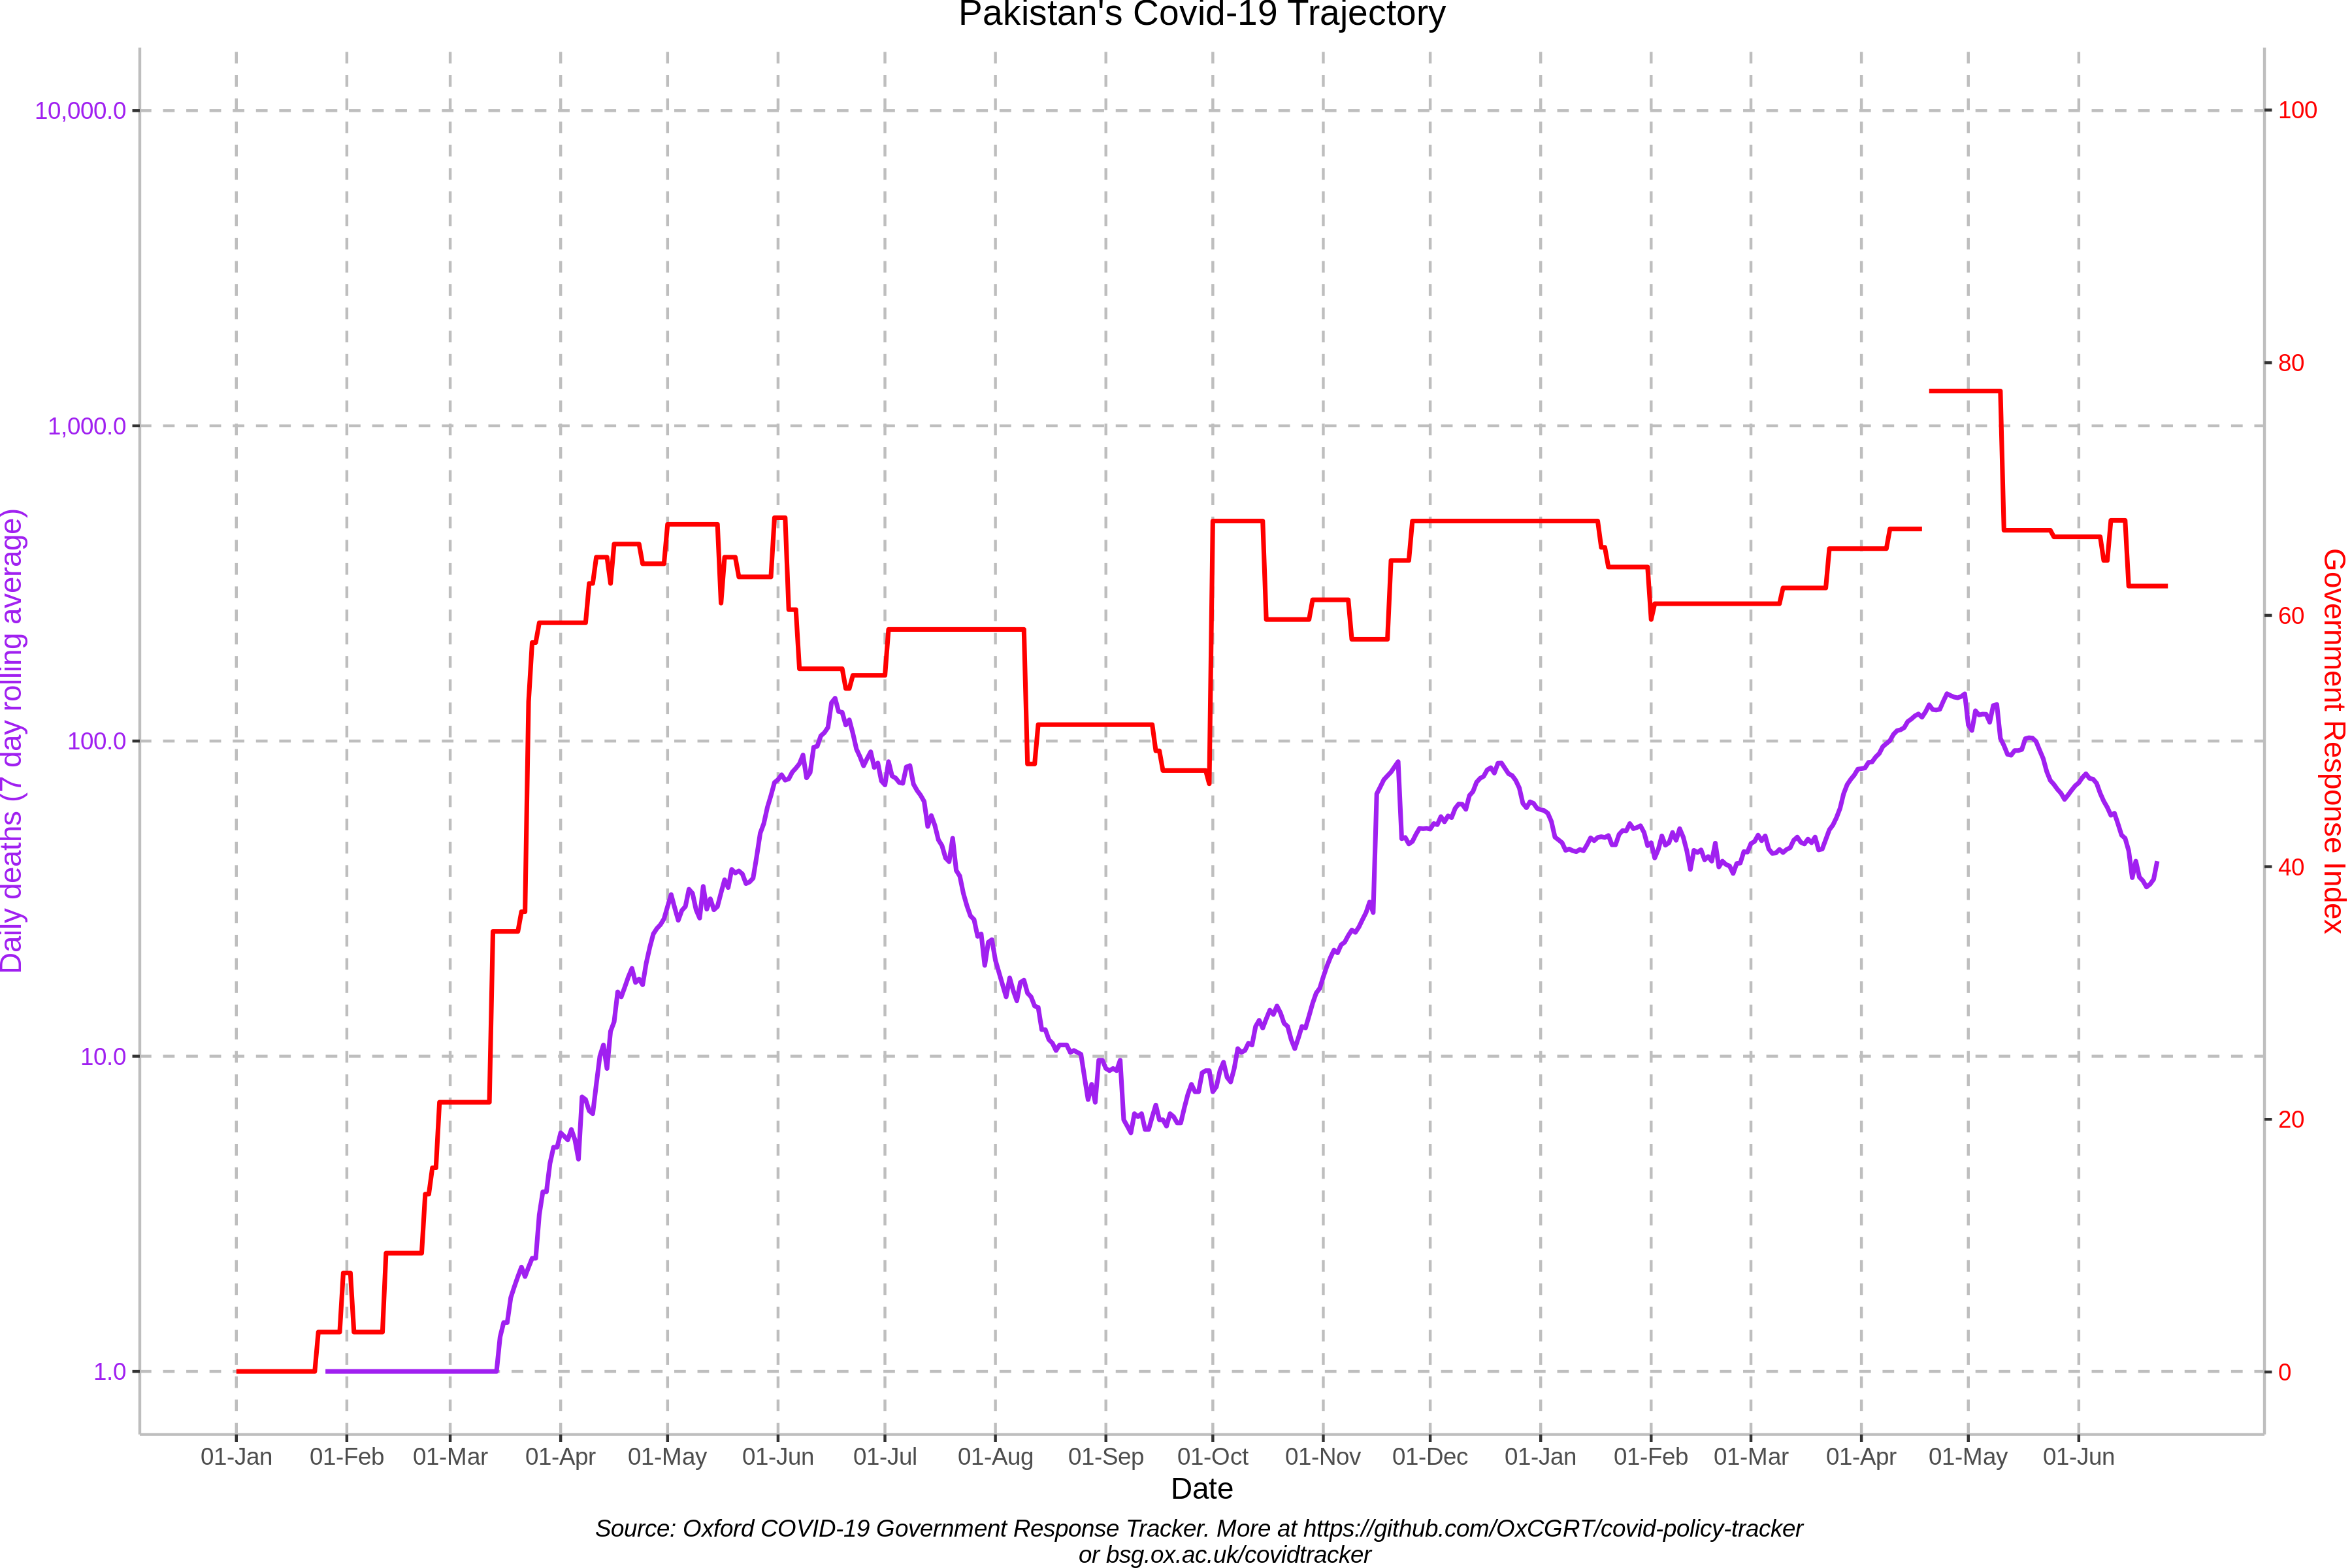 Pakistan's Covid-19 Trajectory
10,000.0
1,000.0
100.0
10.0
1.0
Daily deaths (7 day rolling average)
100
80
60
40
20
0
Government Response Index
01-Jan 01-Feb 01-Mar 01-Apr 01-May 01-Jun 01-Jul 01-Aug 01-Sep 01-Oct 01-Nov 01-Dec 01-Jan 01-Feb 01-Mar 01-Apr 01-May 01-Jun
Date
Source: Oxford COVID-19 Government Response Tracker. More at https://github.com/OxCGRT/covid-policy-tracker
or bsg.ox.ac.uk/covidtracker